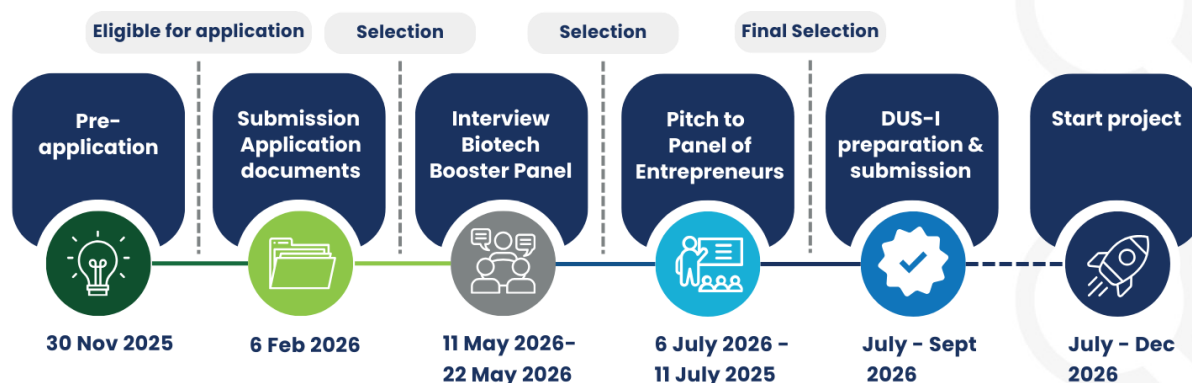 Eligible for application
Selection
Selection
Final Selection
Pre-
application
Submission
Application
documents
Interview
Biotech
Booster Panel
Pitch to
Panel of
Entrepreneurs
DUS-I
preparation &
submission
Start project
30 Nov 2025
6 Feb 2026
11 May 2026-
22 May 2026
6 July 2026 -
11 July 2025
July - Sept
2026
July - Dec
2026